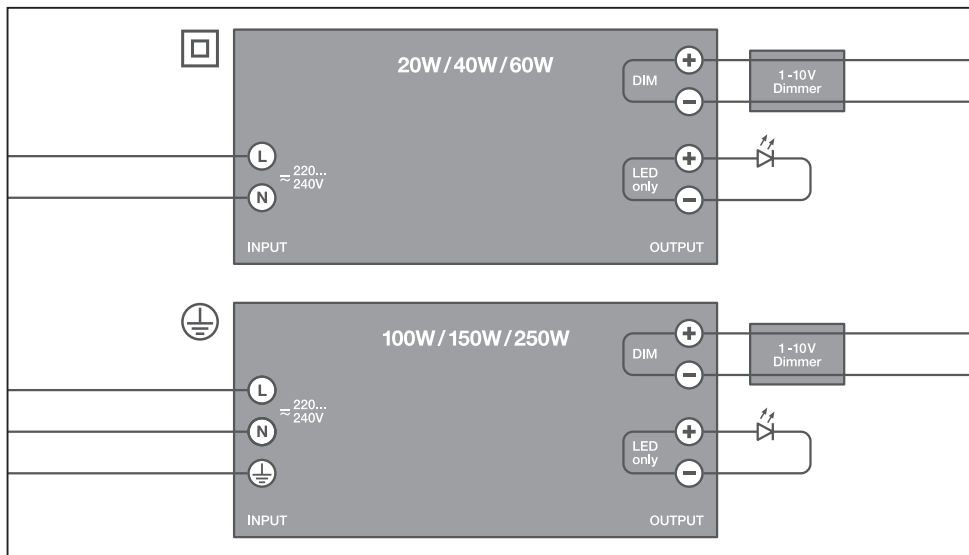 20W/40W/60W
DIM
+
−
1-10V
Dimmer
L
N
≂ 220...
240V
LED
only
+
−
INPUT
OUTPUT
100W/150W/250W
DIM
+
−
1-10V
Dimmer
L
N
≂ 220...
240V
LED
only
+
−
INPUT
OUTPUT